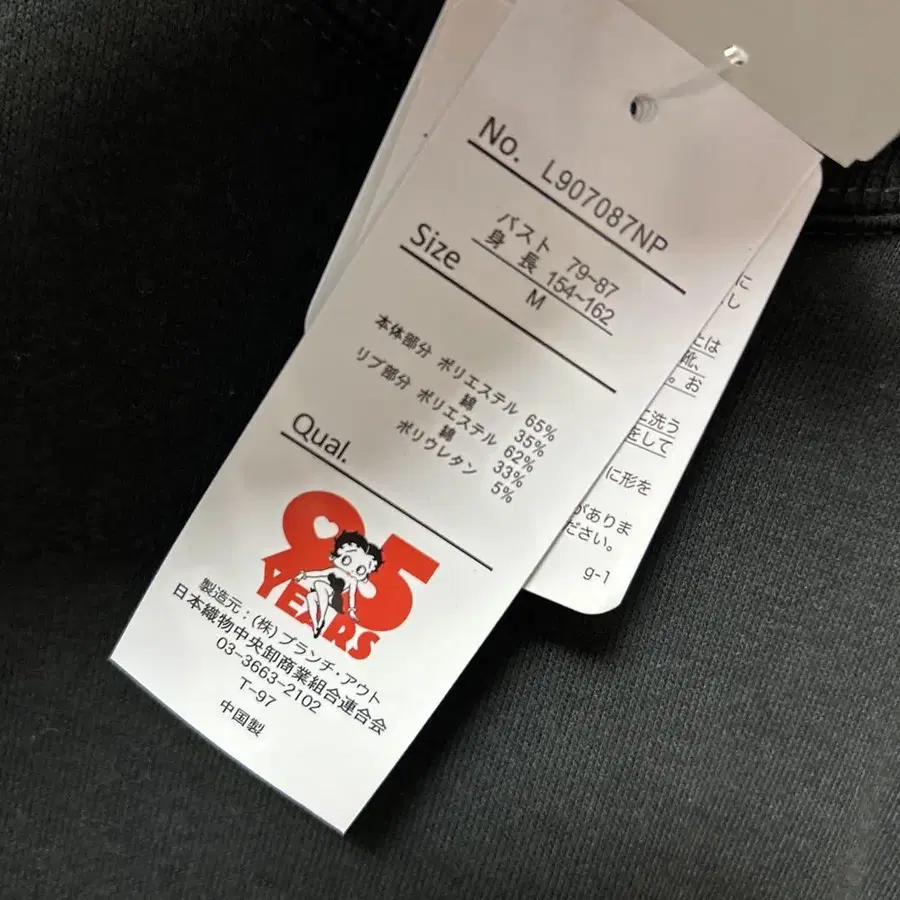 No. L907087NP
バスト 79~87
身長 154~162
Size M
本体部分 ポリエステル 65%
綿 35%
リブ部分 ポリエステル 62%
綿 33%
ポリウレタン 5%
Qual.
95
YEARS
製造元：(株)ブランチ・アウト
日本織物中央卸商業組合連合会
03-3663-2102
T-97
中国製
に
し
とは
靴、
。お
と洗う
をして
に形を
がありま
ださい。
g-1